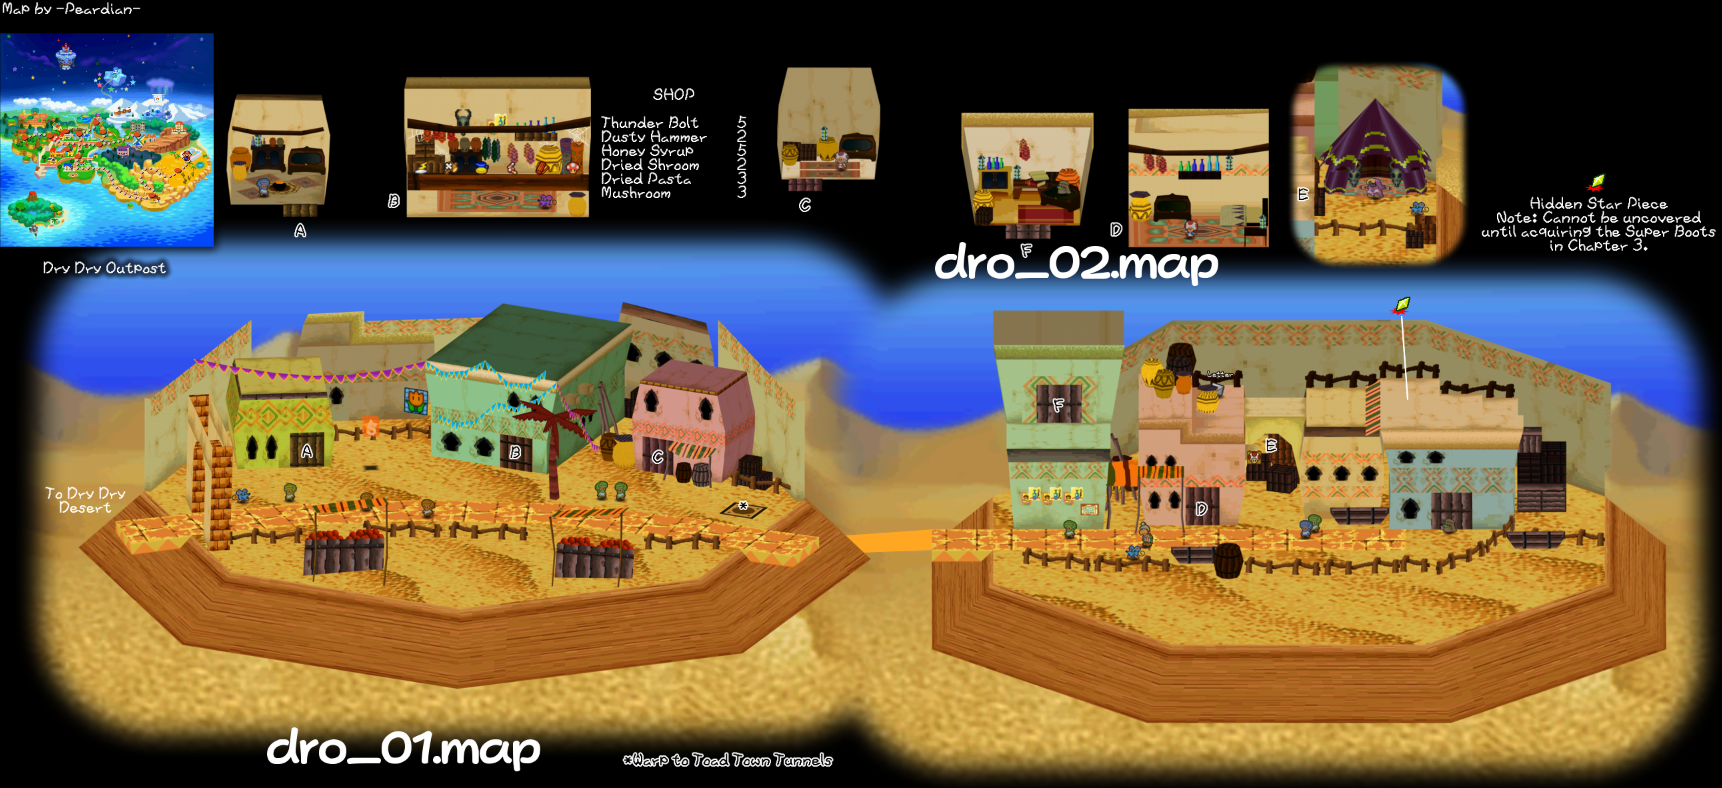 Map by -Peardian-
SHOP
Thunder Bolt 5
Dusty Hammer 2
Honey Syrup 5
Dried Shroom 2
Dried Pasta 3
Mushroom 3
A
B
C
D
E
F
Hidden Star Piece
Note: Cannot be uncovered
until acquiring the Super Boots
in Chapter 3.
Dry Dry Outpost
dro_02.map
A
B
C
*
To Dry Dry
Desert
Letter
F
E
D
dro_01.map
*Warp to Toad Town Tunnels